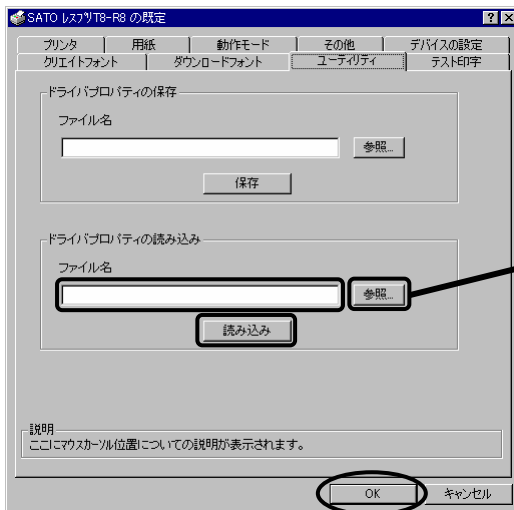 SATO ﾚｽﾌﾟﾘT8-R8 の既定
プリンタ 用紙 動作モード その他 デバイスの設定
クリエイトフォント ダウンロードフォント ユーティリティ テスト印字
ドライバプロパティの保存
ファイル名
参照...
保存
ドライバプロパティの読み込み
ファイル名
参照...
読み込み
説明
ここにマウスカーソル位置についての説明が表示されます。
OK キャンセル